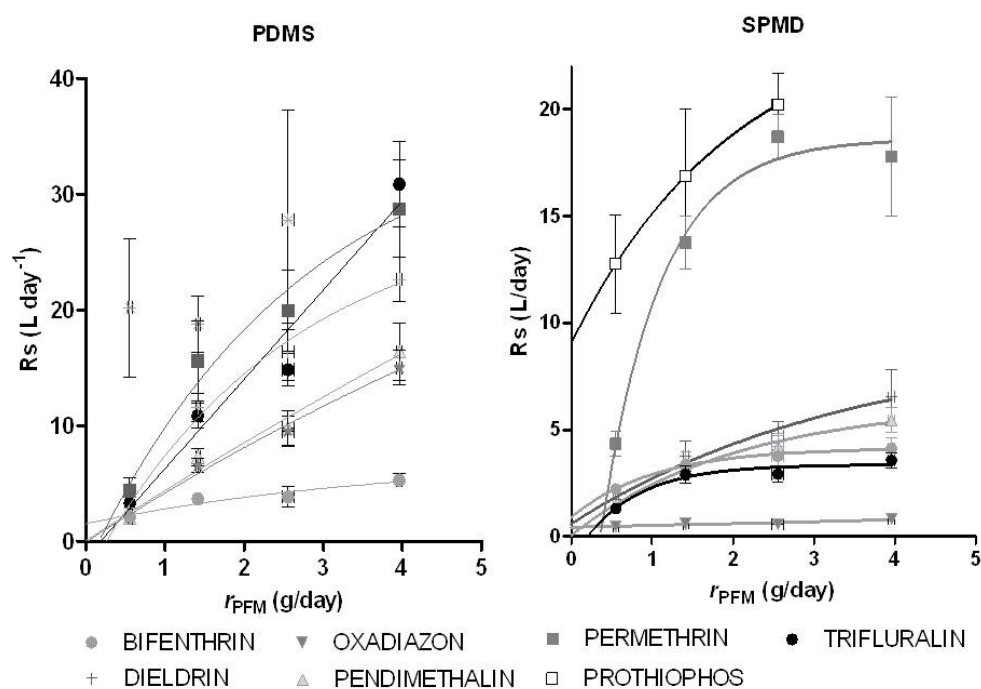 PDMS
SPMD
40
30
20
10
0
Rs (L day⁻¹)
0 1 2 3 4 5
rPFM (g/day)
20
15
10
5
0
Rs (L/day)
0 1 2 3 4 5
rPFM (g/day)
BIFENTHRIN OXADIAZON PERMETHRIN TRIFLURALIN
DIELDRIN PENDIMETHALIN PROTHIOPHOS